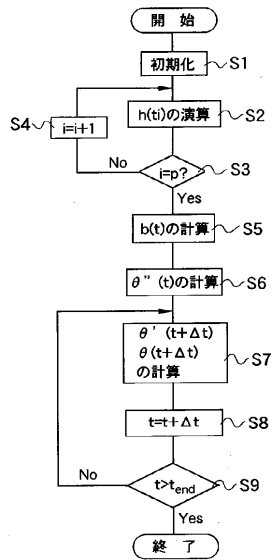 開 始
初期化
S1
h(ti)の演算
S2
S4
i=i+1
No
i=p?
S3
Yes
b(t)の計算
S5
θ"(t)の計算
S6
θ'(t+Δt)
θ(t+Δt)
の計算
S7
t=t+Δt
S8
No
t>tend
S9
Yes
終 了